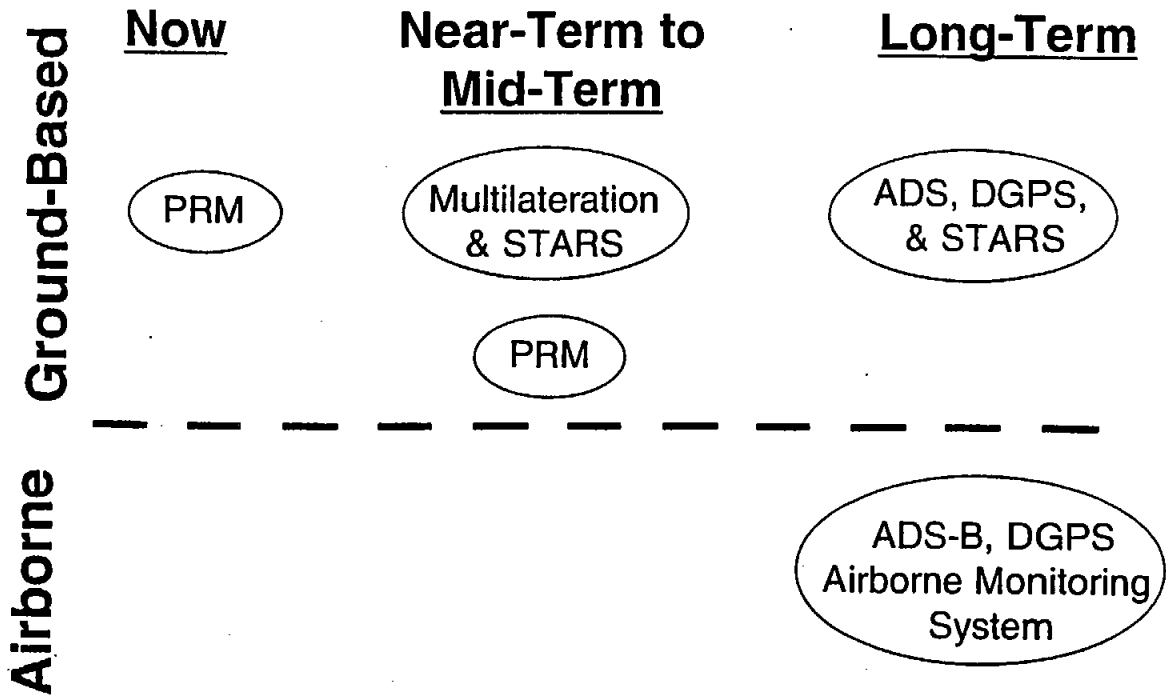 Now
Near-Term to
Mid-Term
Long-Term
Ground-Based
PRM
Multilateration
& STARS
ADS, DGPS,
& STARS
PRM
Airborne
ADS-B, DGPS
Airborne Monitoring
System